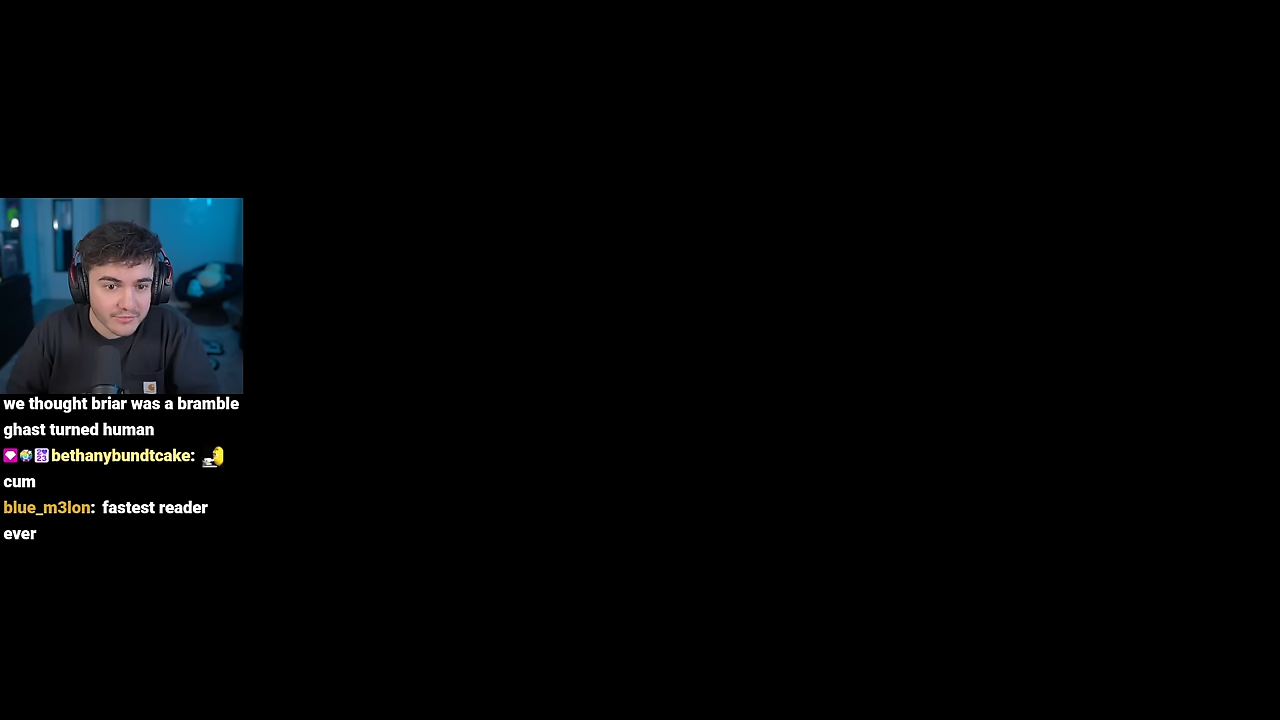 we thought briar was a bramble
ghast turned human
bethanybundtcake:
cum
blue_m3lon: fastest reader
ever